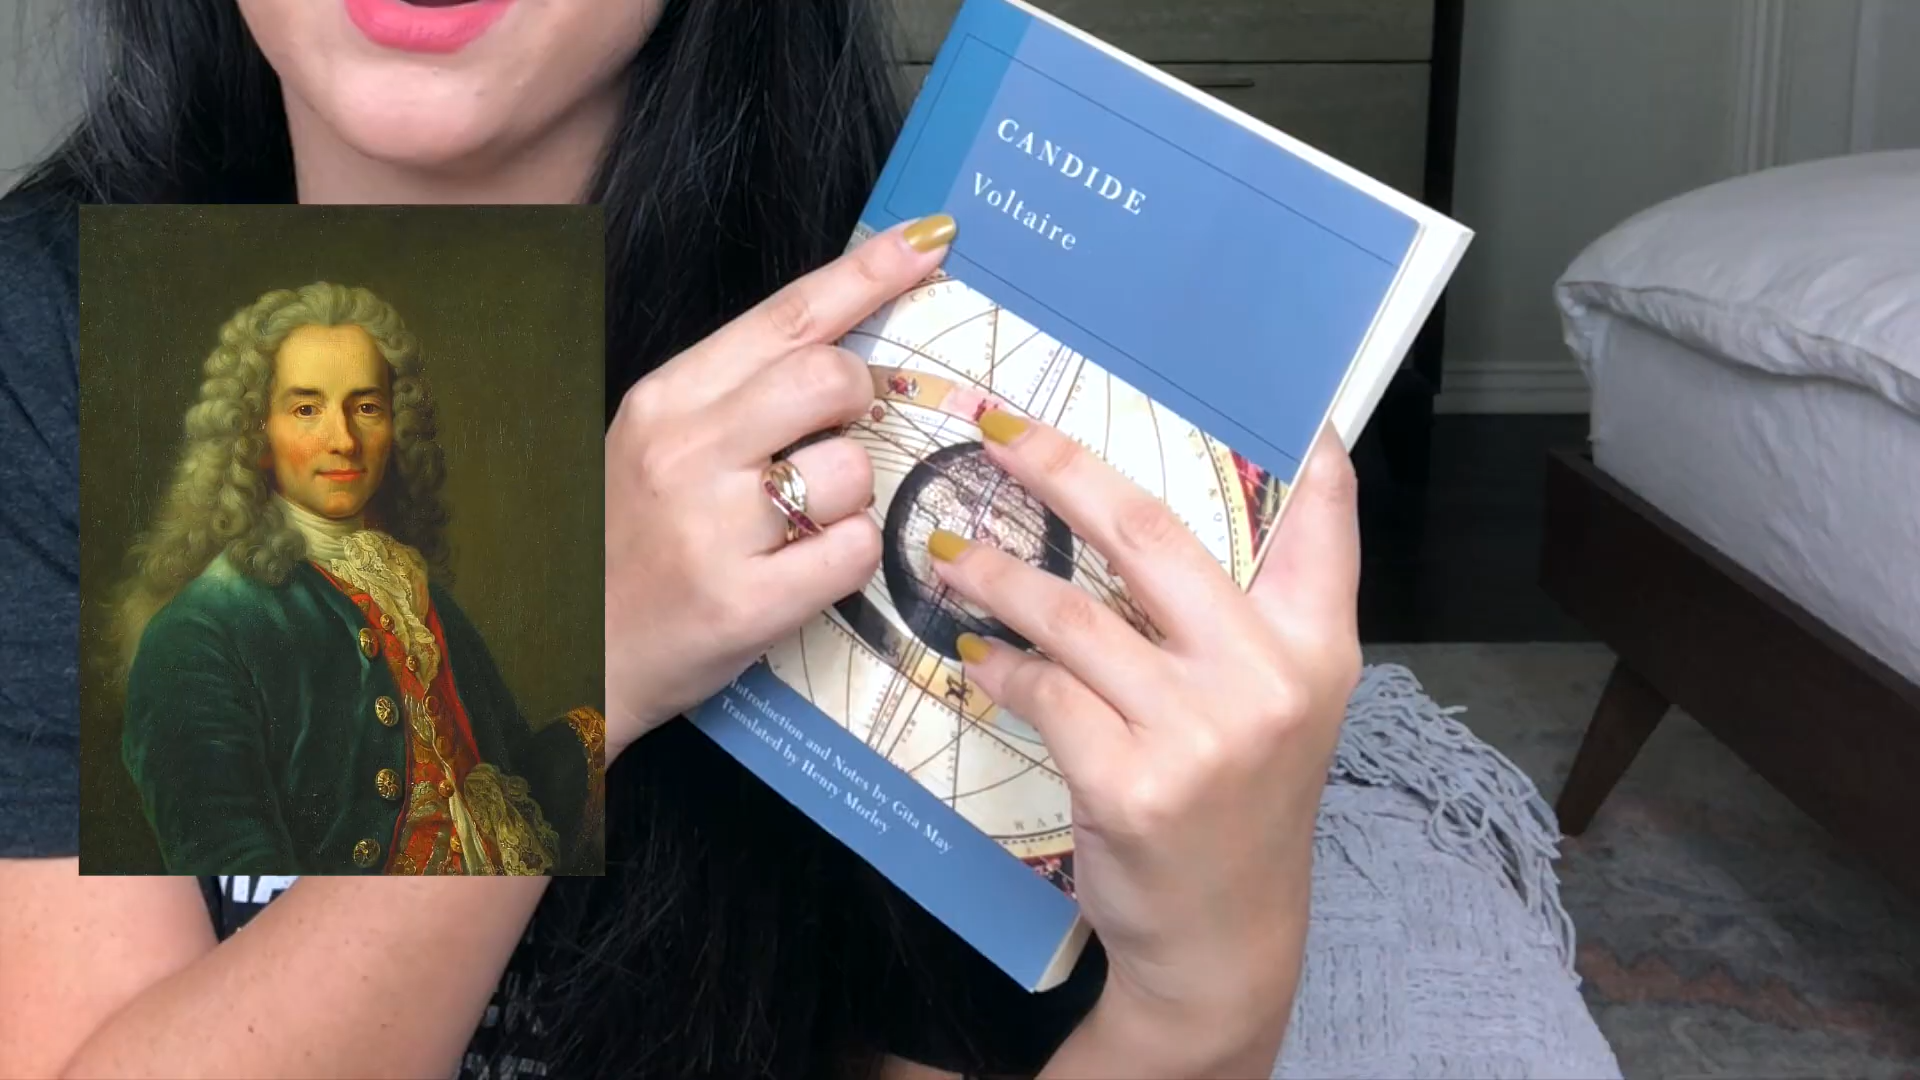 CANDIDE
Voltaire
Introduction and Notes by Gita May
Translated by Henry Morley